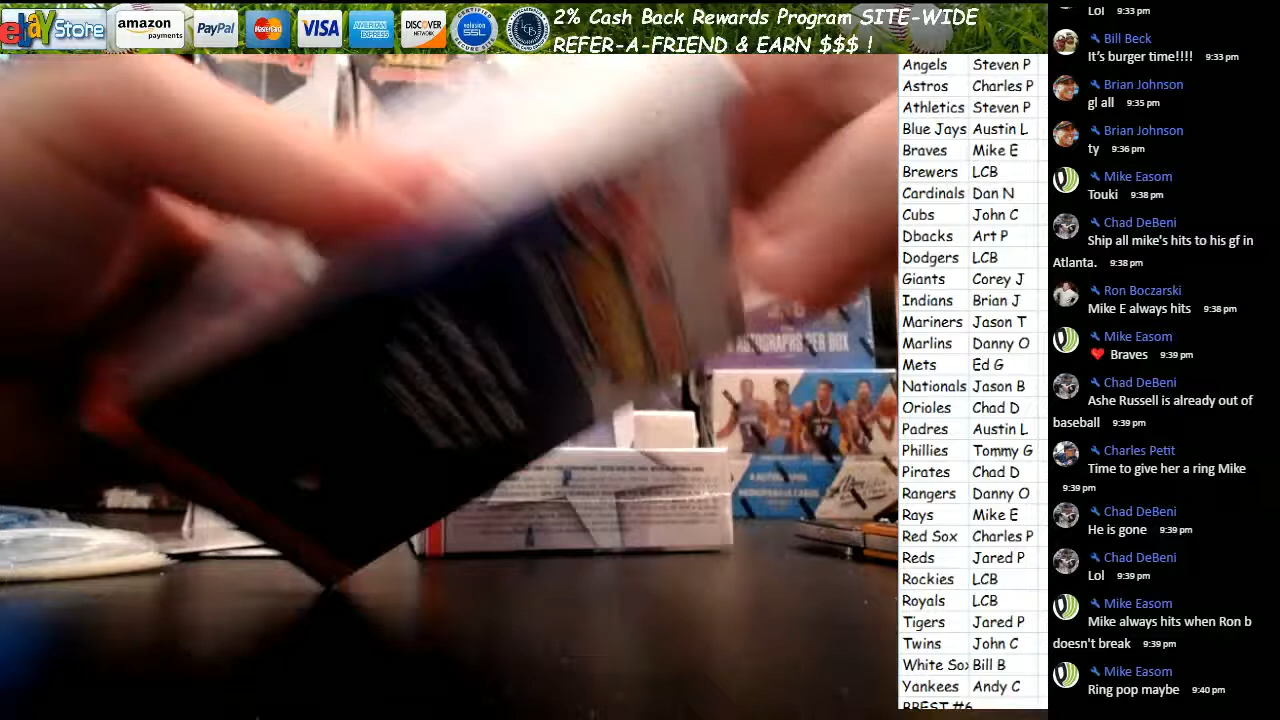 ebay Store
amazon
payments
PayPal
MasterCard
VISA
AMERICAN
EXPRESS
DISCOVER
NETWORK
2% Cash Back Rewards Program SITE-WIDE
REFER-A-FRIEND & EARN $$$ !
Angels Steven P
Astros Charles P
Athletics Steven P
Blue Jays Austin L
Braves Mike E
Brewers LCB
Cardinals Dan N
Cubs John C
Dbacks Art P
Dodgers LCB
Giants Corey J
Indians Brian J
Mariners Jason T
Marlins Danny O
Mets Ed G
Nationals Jason B
Orioles Chad D
Padres Austin L
Phillies Tommy G
Pirates Chad D
Rangers Danny O
Rays Mike E
Red Sox Charles P
Reds Jared P
Rockies LCB
Royals LCB
Tigers Jared P
Twins John C
White Sox Bill B
Yankees Andy C
Lol 9:33 pm
Bill Beck
It's burger time!!!! 9:33 pm
Brian Johnson
gl all 9:35 pm
Brian Johnson
ty 9:36 pm
Mike Easom
Touki 9:38 pm
Chad DeBeni
Ship all mike's hits to his gf in
Atlanta. 9:38 pm
Ron Boczarski
Mike E always hits 9:38 pm
Mike Easom
❤ Braves 9:39 pm
Chad DeBeni
Ashe Russell is already out of
baseball 9:39 pm
Charles Petit
Time to give her a ring Mike
9:39 pm
Chad DeBeni
He is gone 9:39 pm
Chad DeBeni
Lol 9:39 pm
Mike Easom
Mike always hits when Ron b
doesn't break 9:39 pm
Mike Easom
Ring pop maybe 9:40 pm
AUTOGRAPHS PER BOX